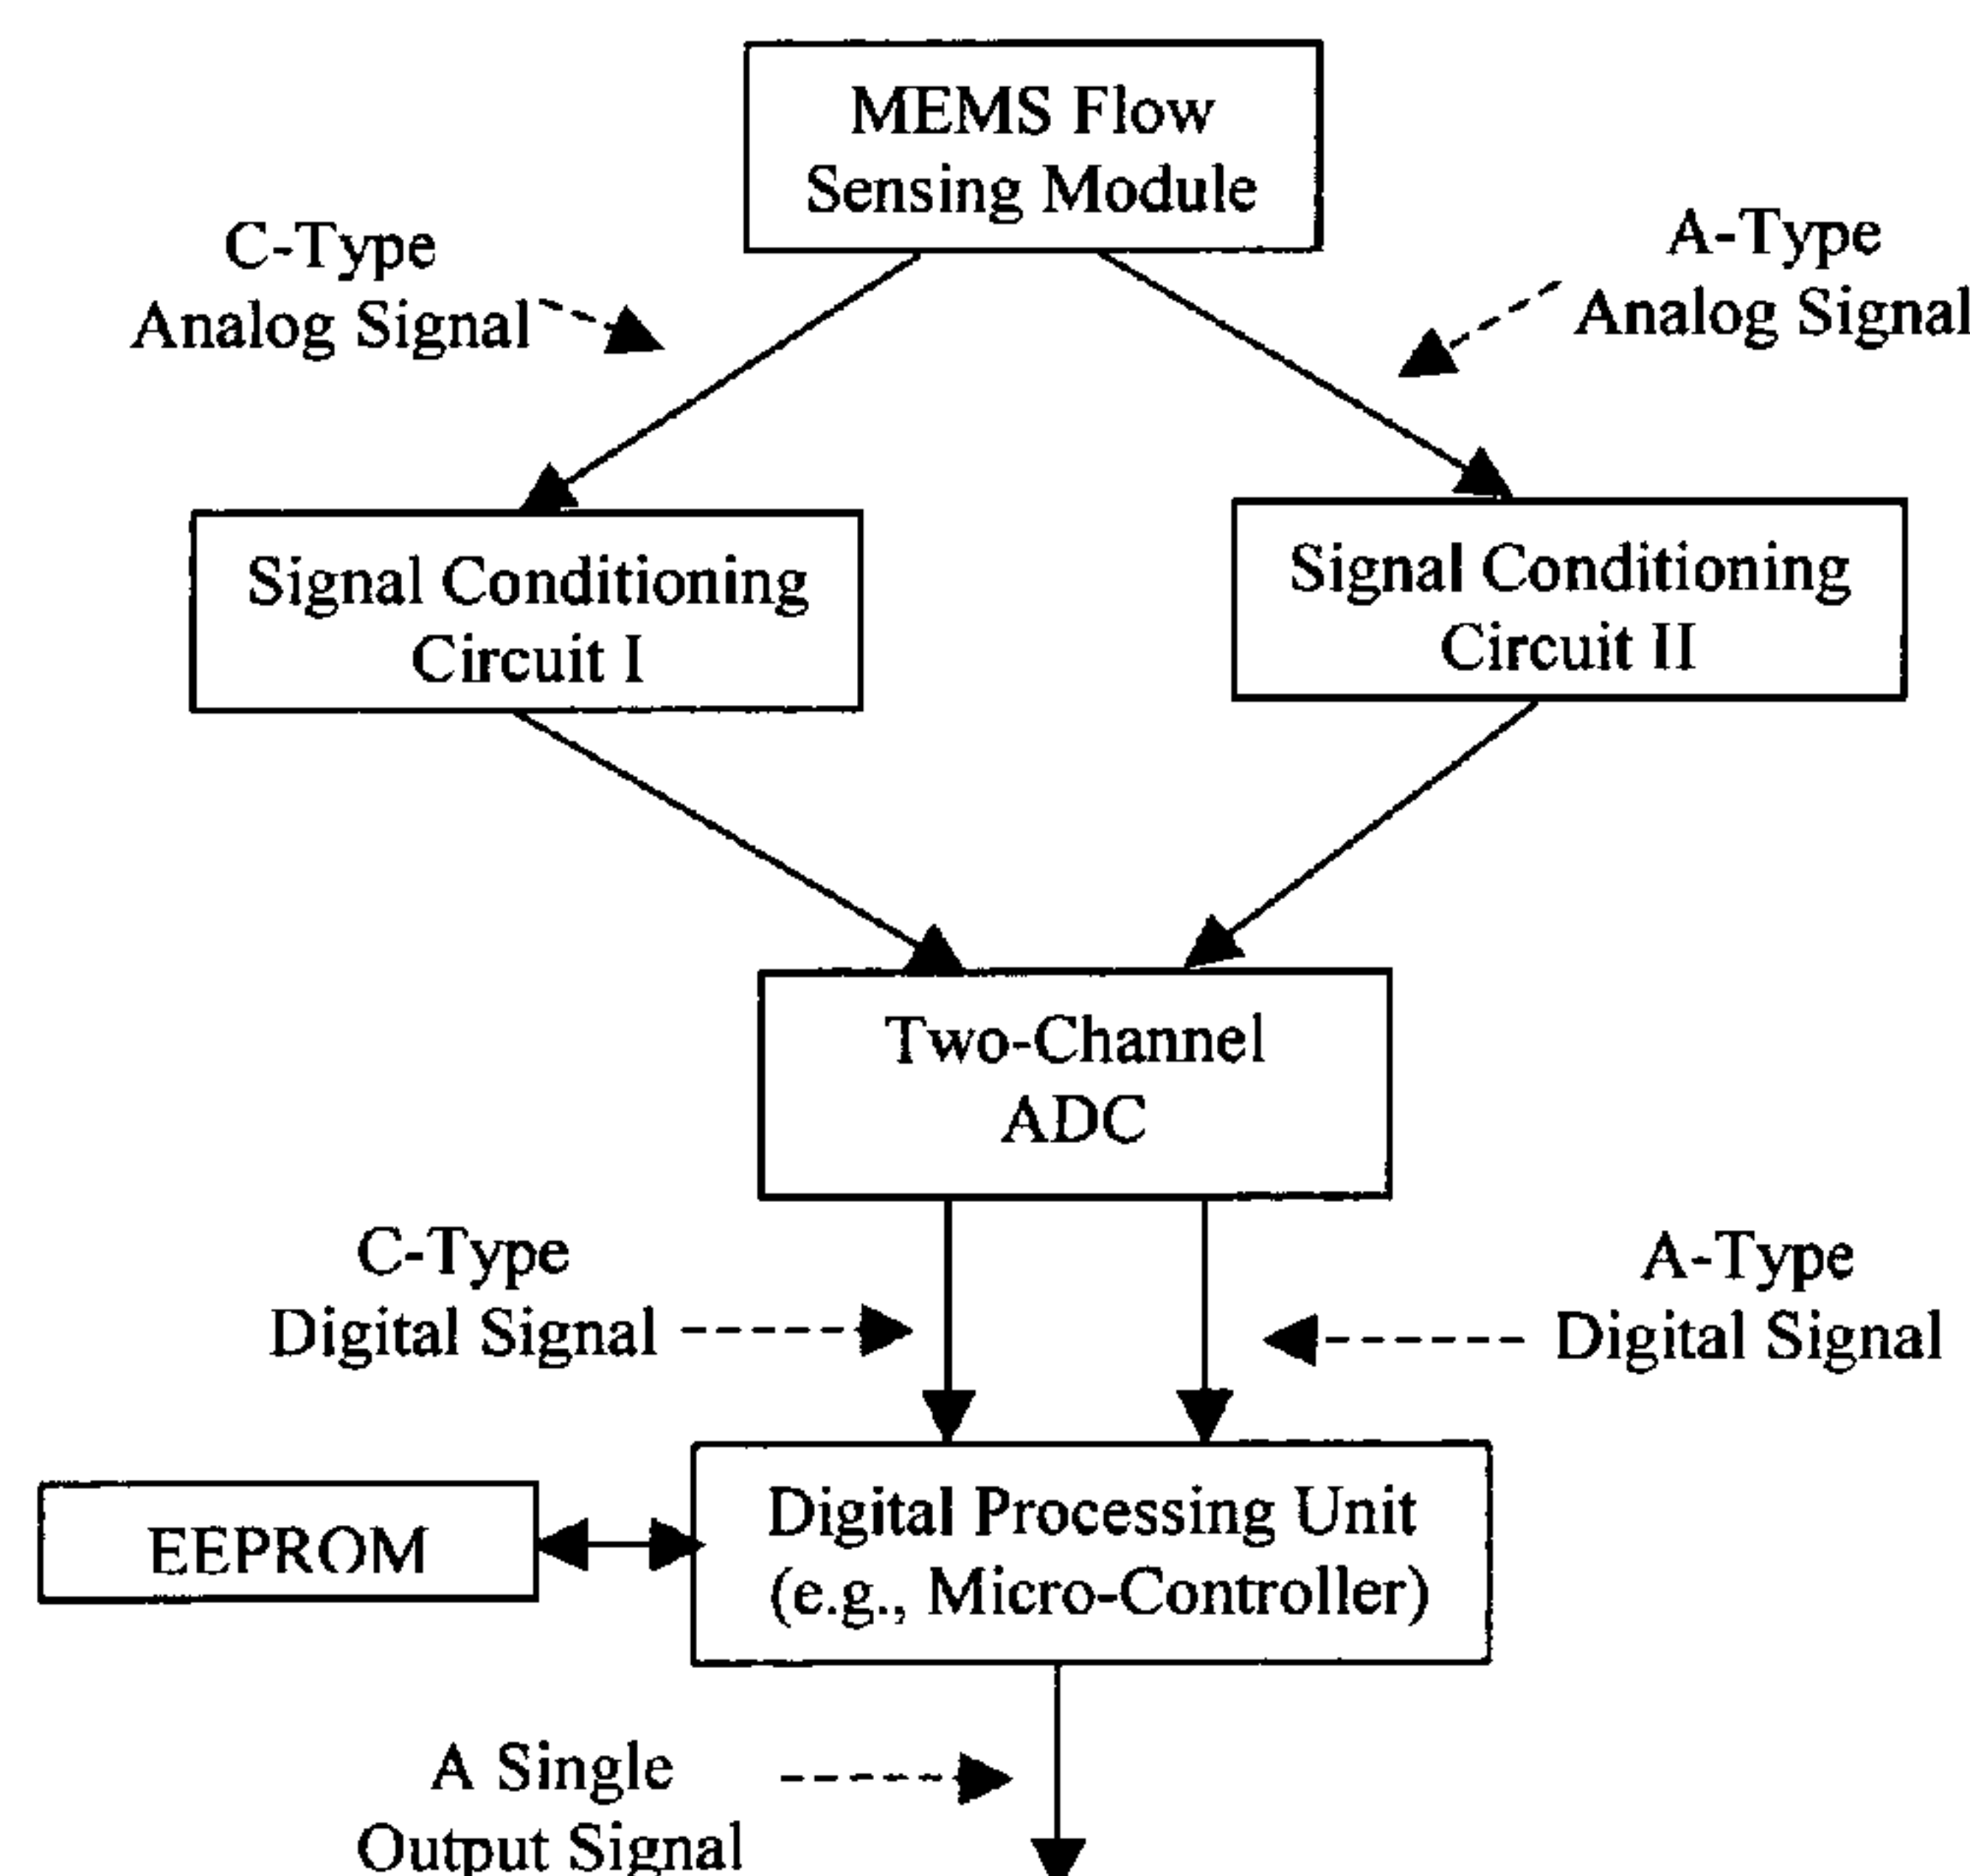 MEMS Flow
Sensing Module
C-Type
Analog Signal
A-Type
Analog Signal
Signal Conditioning
Circuit I
Signal Conditioning
Circuit II
Two-Channel
ADC
C-Type
Digital Signal
A-Type
Digital Signal
EEPROM
Digital Processing Unit
(e.g., Micro-Controller)
A Single
Output Signal